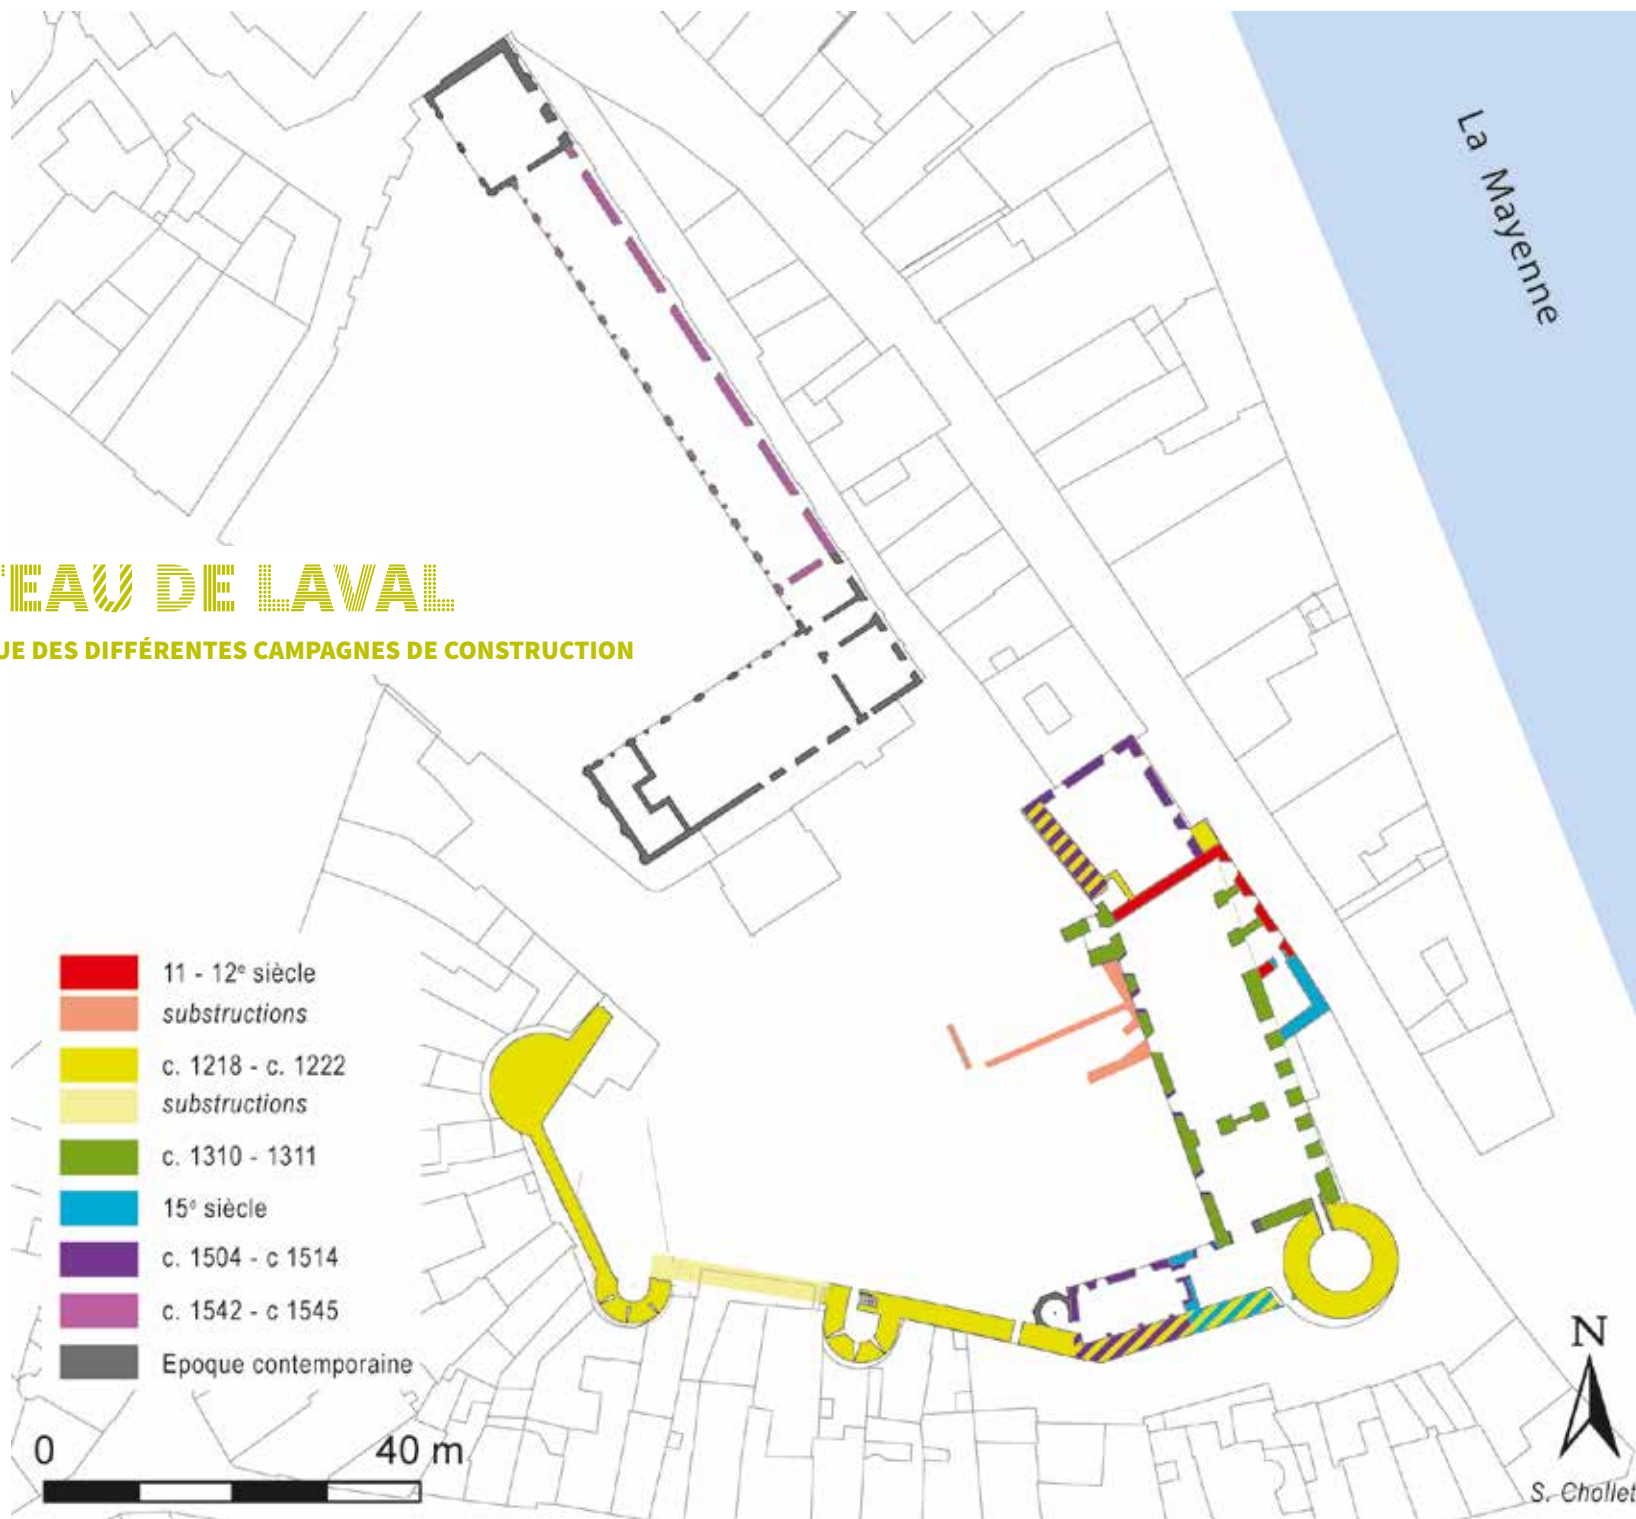 La Mayenne
TEAU DE LAVAL
UE DES DIFFÉRENTES CAMPAGNES DE CONSTRUCTION
11 - 12e siècle
substructions
c. 1218 - c. 1222
substructions
c. 1310 - 1311
15e siècle
c. 1504 - c 1514
c. 1542 - c 1545
Epoque contemporaine
0 40 m
N
S. Chollet